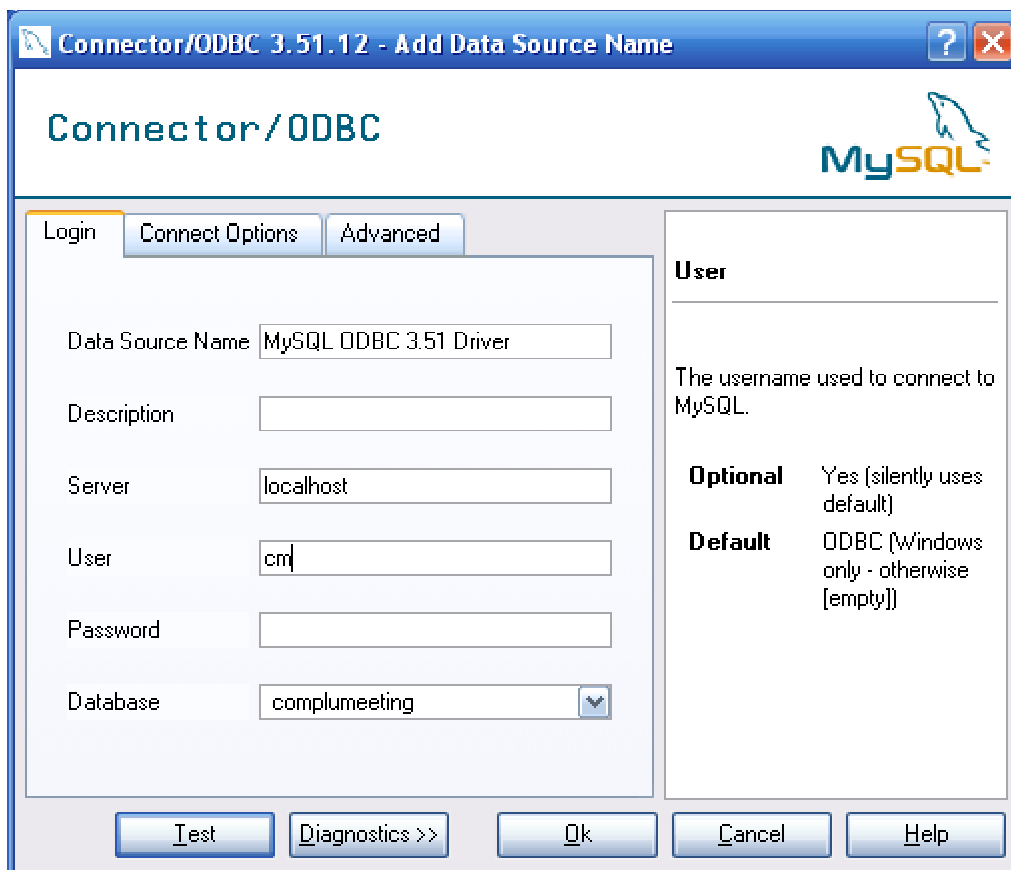 Connector/ODBC 3.51.12 - Add Data Source Name
Connector/ODBC
MySQL
Login
Connect Options
Advanced
Data Source Name
MySQL ODBC 3.51 Driver
Description
Server
localhost
User
cm
Password
Database
complumeeting
User
The username used to connect to
MySQL.
Optional
Yes (silently uses
default)
Default
ODBC (Windows
only - otherwise
[empty])
Test
Diagnostics >>
Ok
Cancel
Help